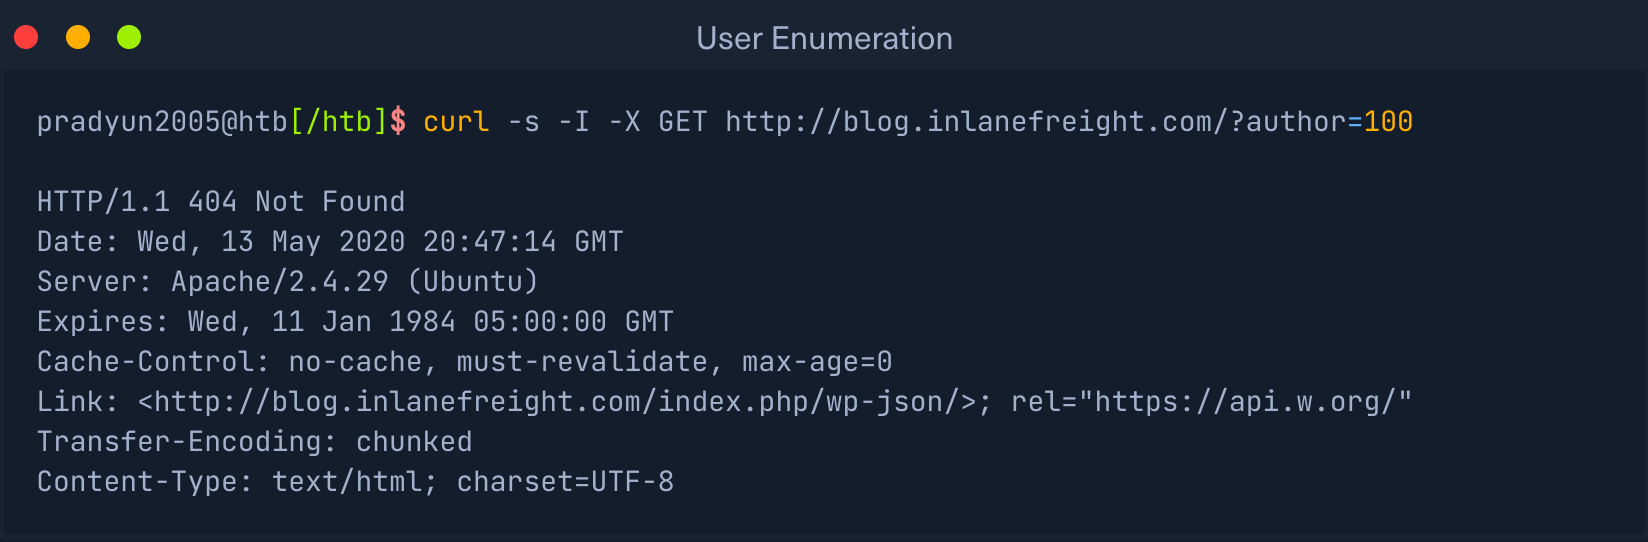 User Enumeration
pradyun2005@htb[/htb]$ curl -s -I -X GET http://blog.inlanefreight.com/?author=100
HTTP/1.1 404 Not Found
Date: Wed, 13 May 2020 20:47:14 GMT
Server: Apache/2.4.29 (Ubuntu)
Expires: Wed, 11 Jan 1984 05:00:00 GMT
Cache-Control: no-cache, must-revalidate, max-age=0
Link: <http://blog.inlanefreight.com/index.php/wp-json/>; rel="https://api.w.org/"
Transfer-Encoding: chunked
Content-Type: text/html; charset=UTF-8